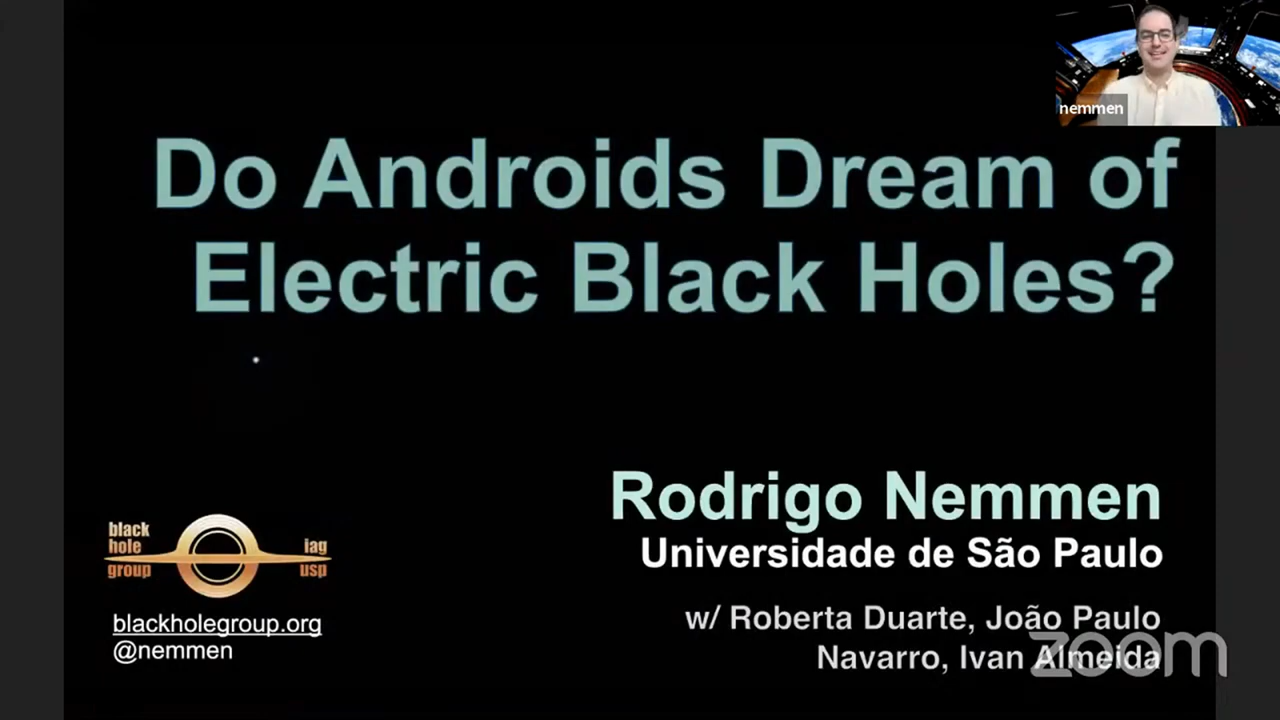 nemmen
Do Androids Dream of
Electric Black Holes?
Rodrigo Nemmen
Universidade de São Paulo
w/ Roberta Duarte, João Paulo
Navarro, Ivan Almeida
black
hole
group
iag
usp
blackholegroup.org
@nemmen
zoom